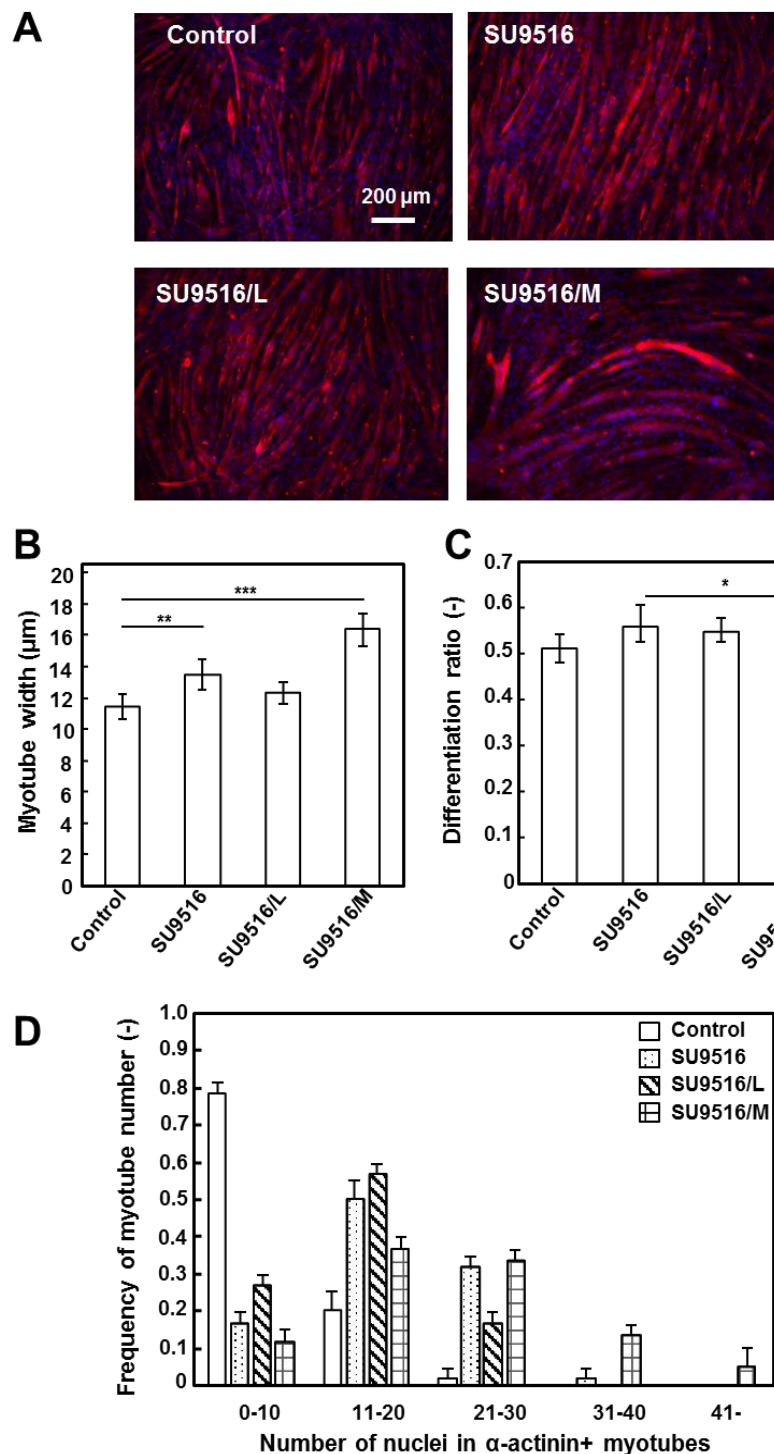 A
Control
SU9516
200 µm
SU9516/L
SU9516/M
B
Myotube width (µm)
20
18
16
14
12
10
8
6
4
2
0
***
**
Control
SU9516
SU9516/L
SU9516/M
C
Differentiation ratio (-)
0.7
0.6
0.5
0.4
0.3
0.2
0.1
0
*
Control
SU9516
SU9516/L
SU95
D
Frequency of myotube number (-)
1.0
0.9
0.8
0.7
0.6
0.5
0.4
0.3
0.2
0.1
0
Control
SU9516
SU9516/L
SU9516/M
0-10 11-20 21-30 31-40 41-
Number of nuclei in α-actinin+ myotubes